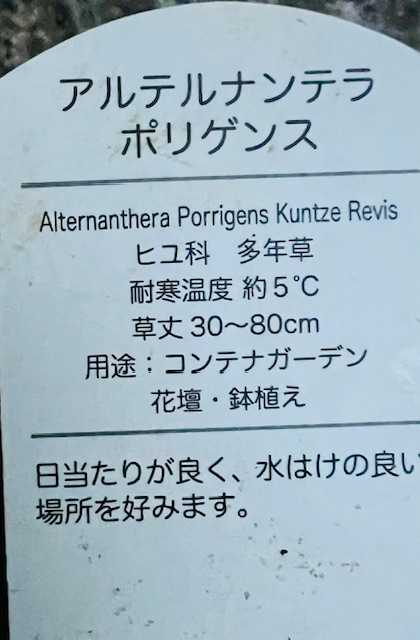 アルテルナンテラ
ポリゲンス
Alternanthera Porrigens Kuntze Revis
ヒユ科　多年草
耐寒温度 約5℃
草丈 30〜80cm
用途：コンテナガーデン
花壇・鉢植え
日当たりが良く、水はけの良い
場所を好みます。